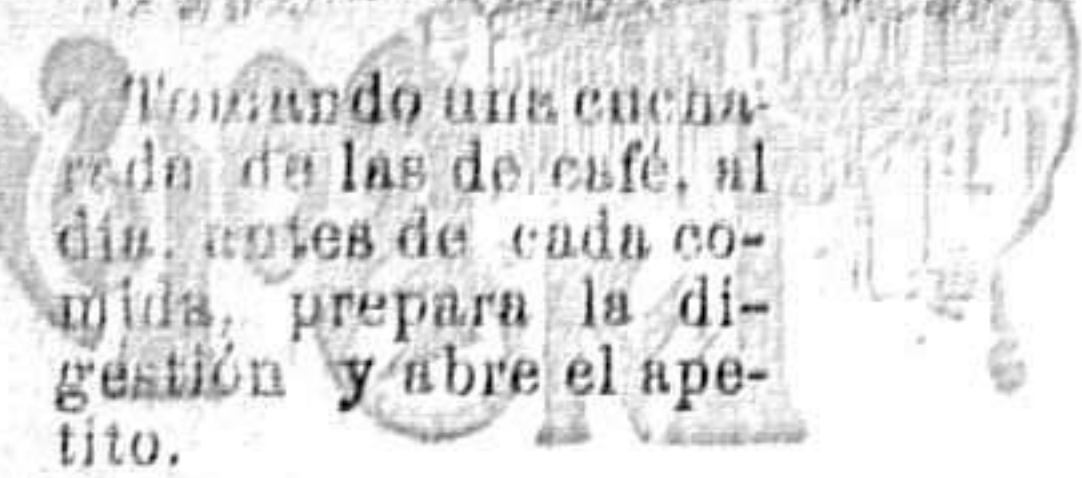 Tomando una cucha-
rada de las de café, al
día, antes de cada co-
mida, prepara la di-
gestión y abre el ape-
tito.